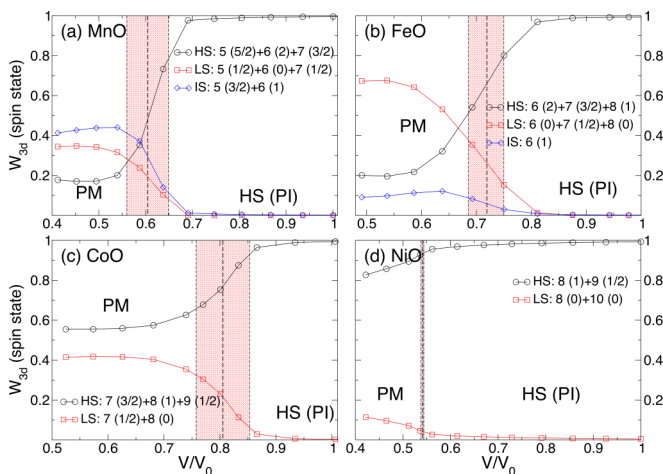 (a) MnO
HS: 5 (5/2)+6 (2)+7 (3/2)
LS: 5 (1/2)+6 (0)+7 (1/2)
IS: 5 (3/2)+6 (1)
PM
HS (PI)
W3d (spin state)
1
0.8
0.6
0.4
0.2
0.4 0.5 0.6 0.7 0.8 0.9 1
(b) FeO
HS: 6 (2)+7 (3/2)+8 (1)
LS: 6 (0)+7 (1/2)+8 (0)
IS: 6 (1)
PM
HS (PI)
1
0.8
0.6
0.4
0.2
0.5 0.6 0.7 0.8 0.9 1
(c) CoO
PM
HS: 7 (3/2)+8 (1)+9 (1/2)
LS: 7 (1/2)+8 (0)
HS (PI)
W3d (spin state)
1
0.8
0.6
0.4
0.2
0.5 0.6 0.7 0.8 0.9 1
V/V0
(d) NiO
HS: 8 (1)+9 (1/2)
LS: 8 (0)+10 (0)
PM
HS (PI)
1
0.8
0.6
0.4
0.2
0.4 0.5 0.6 0.7 0.8 0.9 1
V/V0